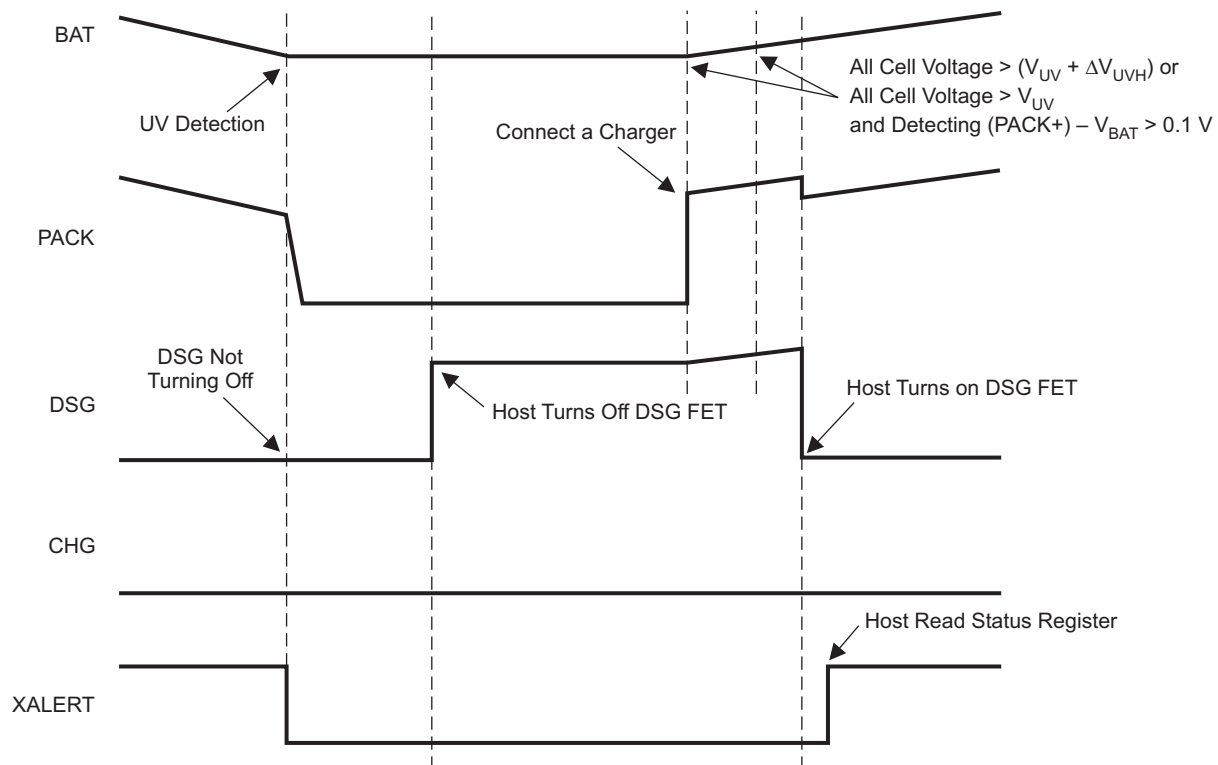 BAT
UV Detection
All Cell Voltage > (V_UV + ΔV_UVH) or
All Cell Voltage > V_UV
and Detecting (PACK+) – V_BAT > 0.1 V
Connect a Charger
PACK
DSG Not
Turning Off
DSG
Host Turns Off DSG FET
Host Turns on DSG FET
CHG
Host Read Status Register
XALERT